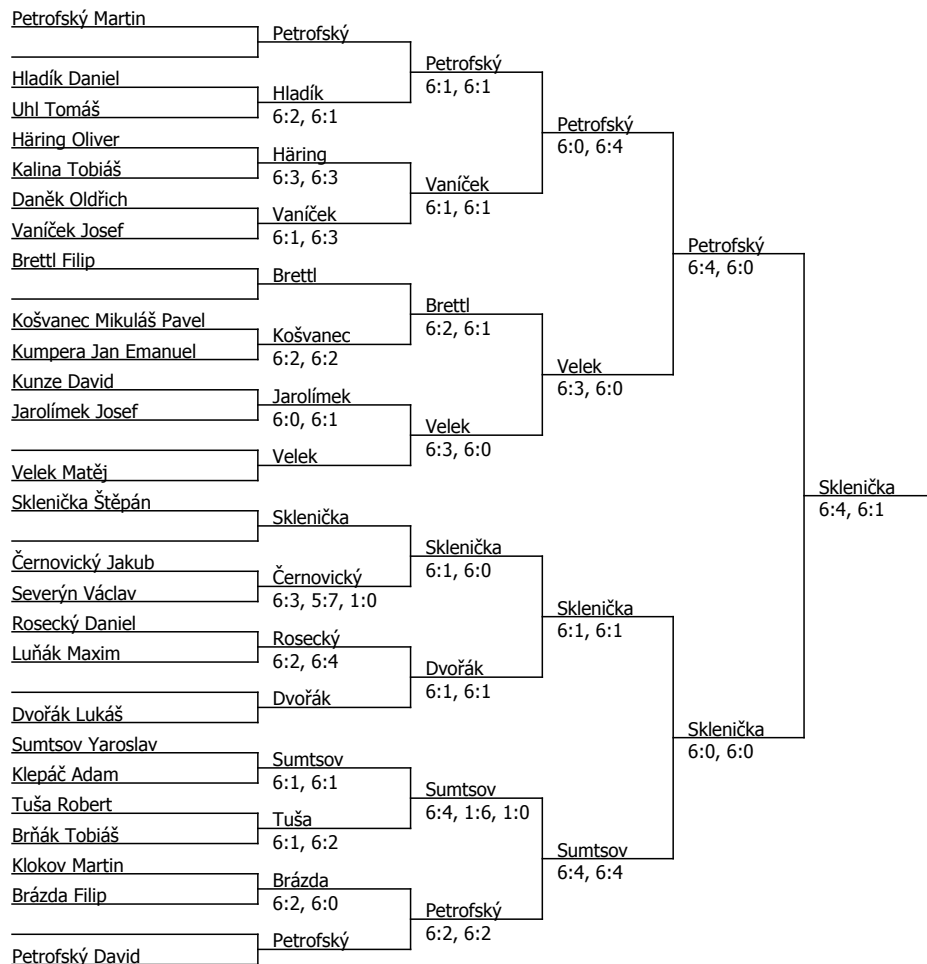 Petrofský Martin
Hladík Daniel
Uhl Tomáš
Häring Oliver
Kalina Tobiáš
Daněk Oldřich
Vaníček Josef
Brettl Filip
Košvanec Mikuláš Pavel
Kumpera Jan Emanuel
Kunze David
Jarolímek Josef
Velek Matěj
Sklenička Štěpán
Černovický Jakub
Severýn Václav
Rosecký Daniel
Luňák Maxim
Dvořák Lukáš
Sumtsov Yaroslav
Klepáč Adam
Tuša Robert
Brňák Tobiáš
Klokov Martin
Brázda Filip
Petrofský David
Petrofský
Hladík
6:2, 6:1
Häring
6:3, 6:3
Vaníček
6:1, 6:3
Brettl
Košvanec
6:2, 6:2
Jarolímek
6:0, 6:1
Velek
Sklenička
Černovický
6:3, 5:7, 1:0
Rosecký
6:2, 6:4
Dvořák
Sumtsov
6:1, 6:1
Tuša
6:1, 6:2
Brázda
6:2, 6:0
Petrofský
Petrofský
6:1, 6:1
Vaníček
6:1, 6:1
Brettl
6:2, 6:1
Velek
6:3, 6:0
Sklenička
6:1, 6:0
Dvořák
6:1, 6:1
Sumtsov
6:4, 1:6, 1:0
Petrofský
6:2, 6:2
Petrofský
6:0, 6:4
Velek
6:3, 6:0
Sklenička
6:1, 6:1
Sumtsov
6:4, 6:4
Petrofský
6:4, 6:0
Sklenička
6:0, 6:0
Sklenička
6:4, 6:1